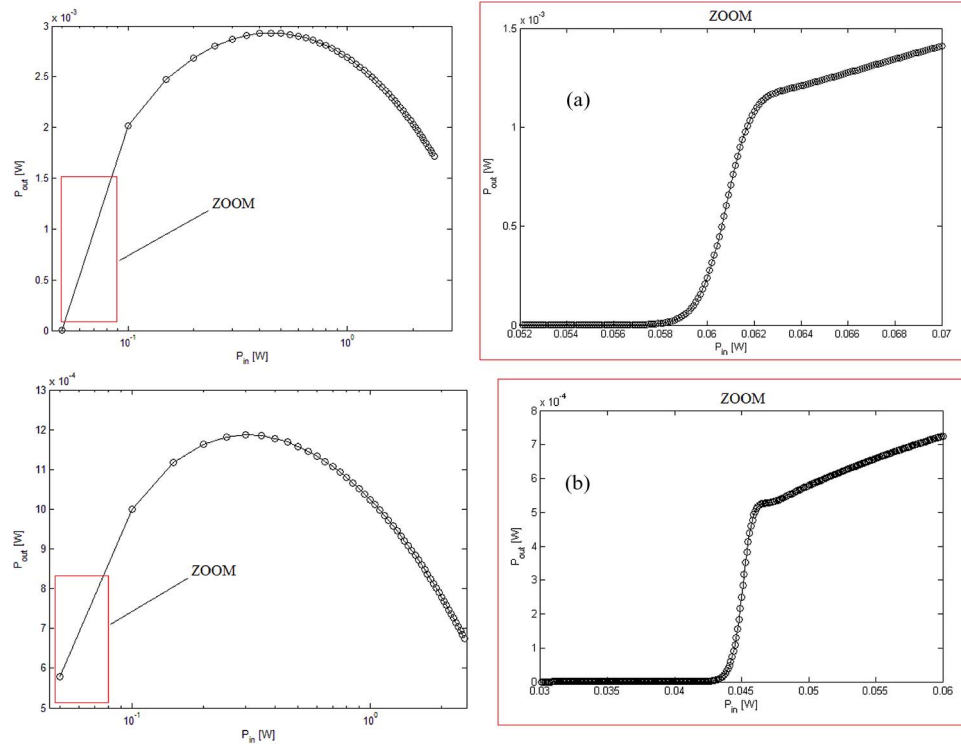 × 10⁻³
3
2.5
2
1.5
1
0.5
0
P_out [W]
10⁻¹
10⁰
P_in [W]
ZOOM
ZOOM
× 10⁻³
1.5
1
0.5
0
P_out [W]
(a)
0.052 0.054 0.056 0.058 0.06 0.062 0.064 0.066 0.068 0.07
P_in [W]
× 10⁻⁴
13
12
11
10
9
8
7
6
5
P_out [W]
10⁻¹
10⁰
P_in [W]
ZOOM
ZOOM
× 10⁻⁴
8
7
6
5
4
3
2
1
0
P_out [W]
(b)
0.03 0.035 0.04 0.045 0.05 0.055 0.06
P_in [W]